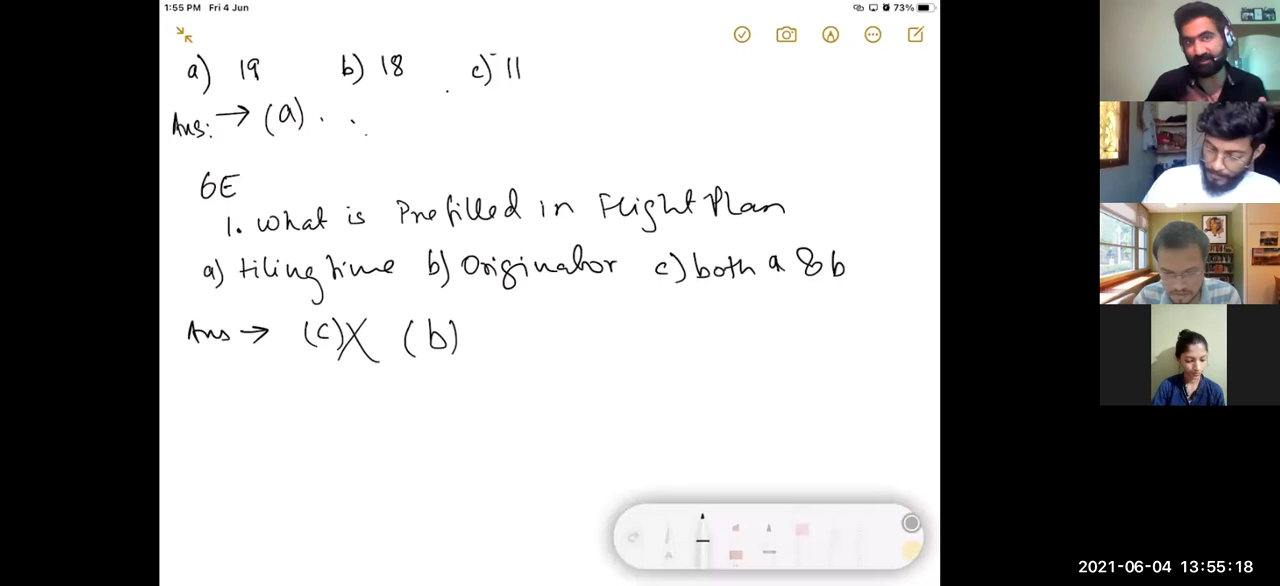 1:55 PM Fri 4 Jun
73%
a) 19 b) 18 c) 11
Ans: → (a) . .
6E
1. What is Prefilled in Flight Plan
a) tiling time b) Originator c) both a & b
Ans → (c)X (b)
2021-06-04 13:55:18